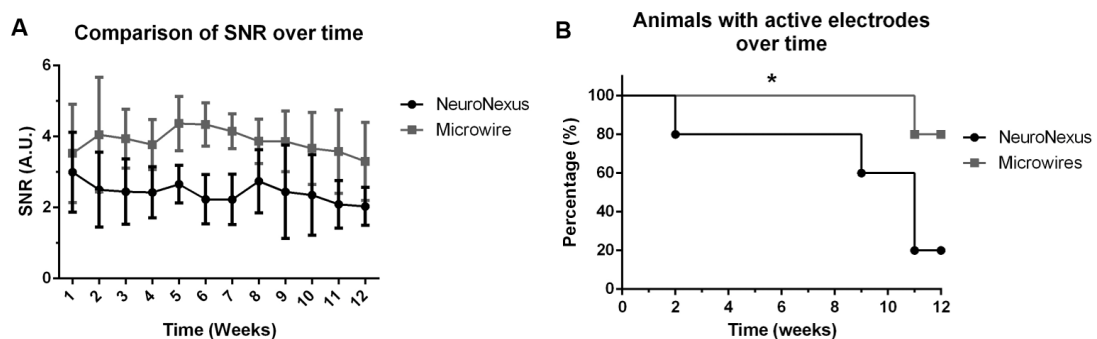 A
Comparison of SNR over time
6
4
2
0
SNR (A.U.)
1 2 3 4 5 6 7 8 9 10 11 12
Time (Weeks)
NeuroNexus
Microwire
B
Animals with active electrodes
over time
*
100
80
60
40
20
0
Percentage (%)
0 2 4 6 8 10 12
Time (weeks)
NeuroNexus
Microwires